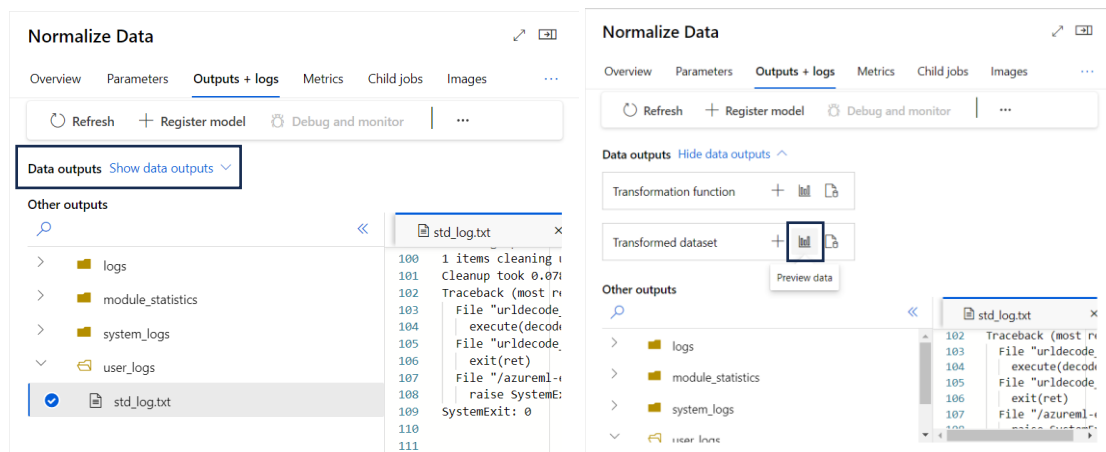 Normalize Data
Overview Parameters Outputs + logs Metrics Child jobs Images ...
Refresh + Register model Debug and monitor ...
Data outputs Show data outputs
Other outputs
logs
module_statistics
system_logs
user_logs
std_log.txt
std_log.txt ×
100 1 items cleaning
101 Cleanup took 0.078
102 Traceback (most re
103 File "urldecode_
104 execute(decode
105 File "urldecode_
106 exit(ret)
107 File "/azureml-e
108 raise SystemEx
109 SystemExit: 0
110
111
Normalize Data
Overview Parameters Outputs + logs Metrics Child jobs Images ...
Refresh + Register model Debug and monitor ...
Data outputs Hide data outputs
Transformation function
Transformed dataset
Preview data
Other outputs
logs
module_statistics
system_logs
user_logs
std_log.txt ×
102 Traceback (most re
103 File "urldecode_
104 execute(decode
105 File "urldecode_
106 exit(ret)
107 File "/azureml-e